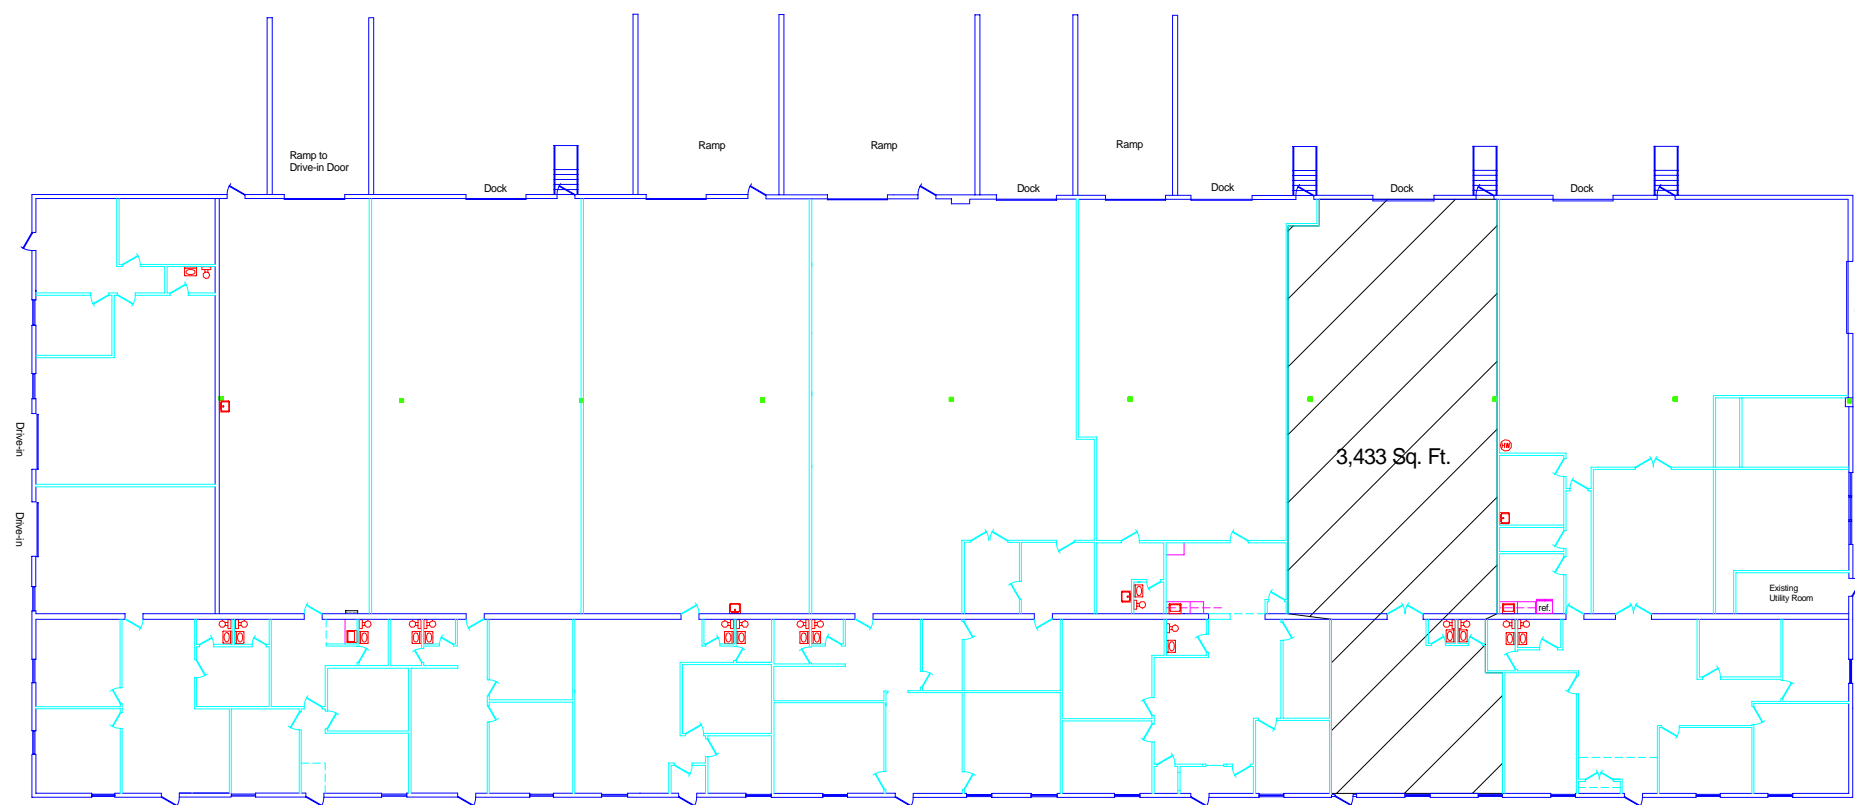 Ramp to
Drive-in Door
Dock
Ramp
Ramp
Dock
Ramp
Dock
Dock
Dock
Drive-in
Drive-in
3,433 Sq. Ft.
HW
ref.
Existing
Utility Room